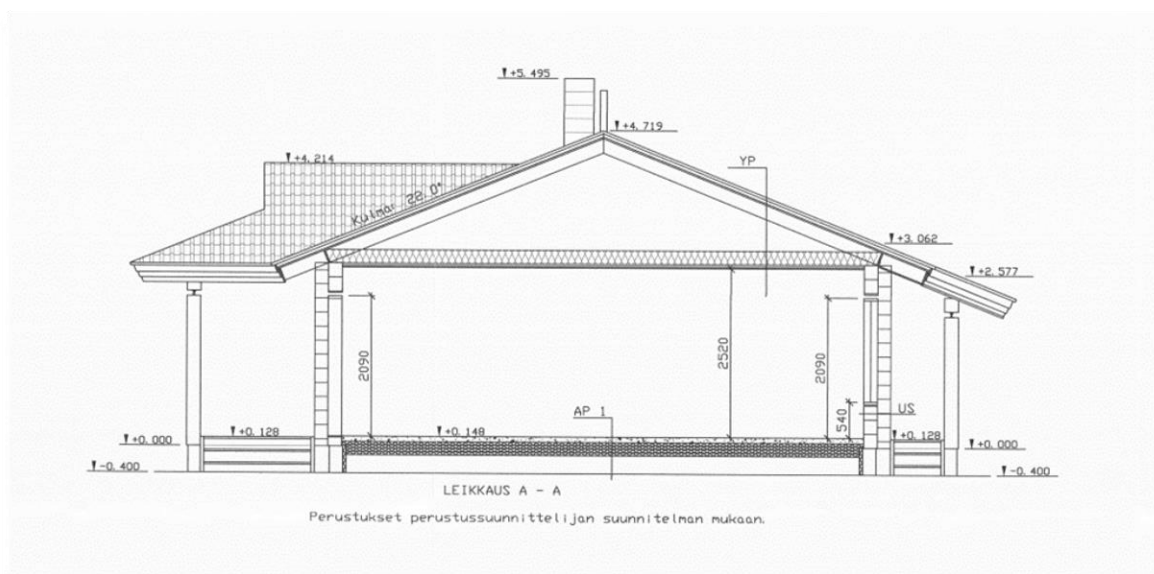 +5. 495
+4. 719
+4. 214
YP
Kulma: 22. 0°
+3. 062
+2. 577
2090
2520
2090
540
AP 1
US
+0. 128
+0. 148
+0. 128
+0. 000
+0. 000
-0. 400
-0. 400
LEIKKAUS A - A
Perustukset perustussuunnittelijan suunnitelman mukaan.